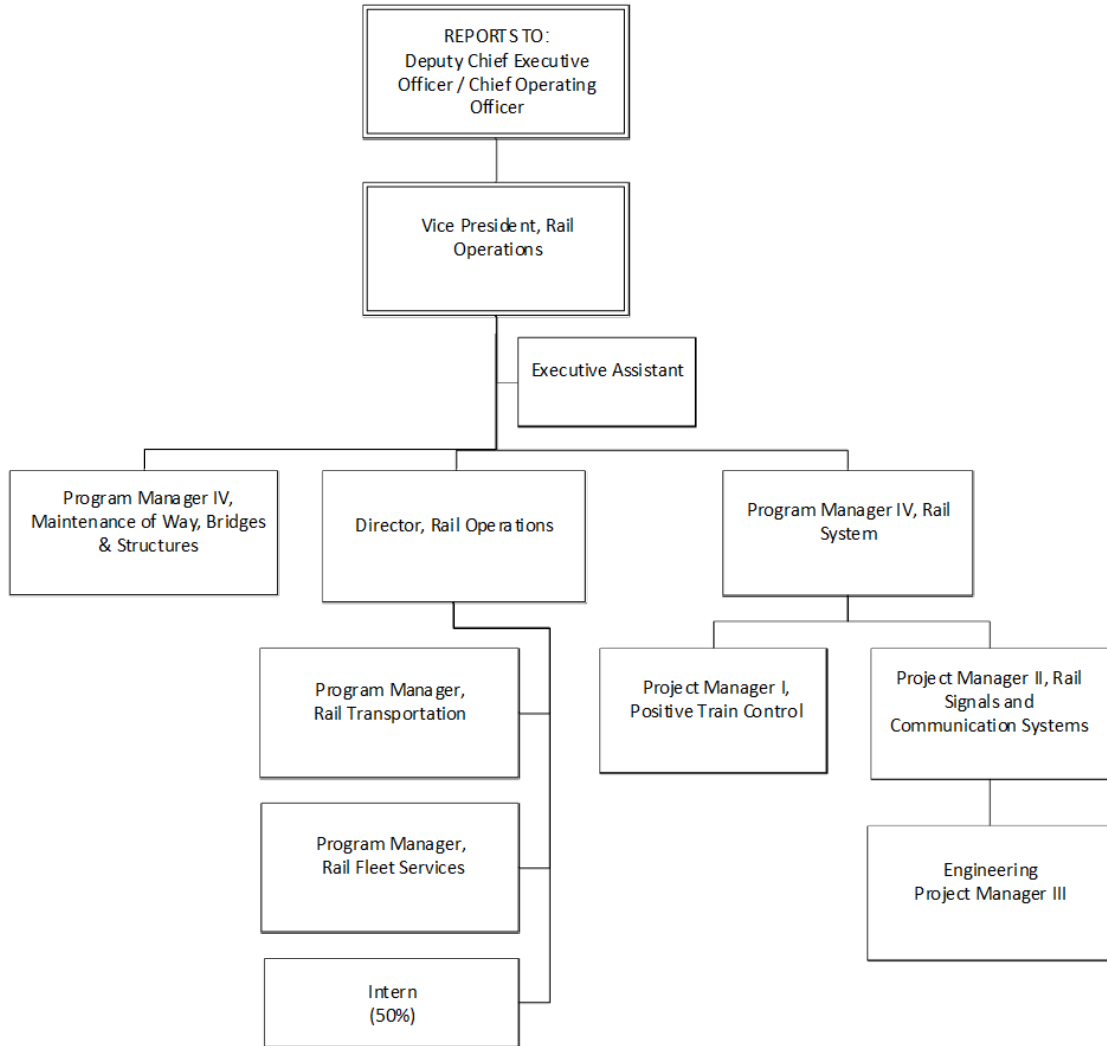 REPORTS TO:
Deputy Chief Executive
Officer / Chief Operating
Officer
Vice President, Rail
Operations
Executive Assistant
Program Manager IV,
Maintenance of Way, Bridges
& Structures
Director, Rail Operations
Program Manager IV, Rail
System
Program Manager,
Rail Transportation
Project Manager I,
Positive Train Control
Project Manager II, Rail
Signals and
Communication Systems
Program Manager,
Rail Fleet Services
Engineering
Project Manager III
Intern
(50%)